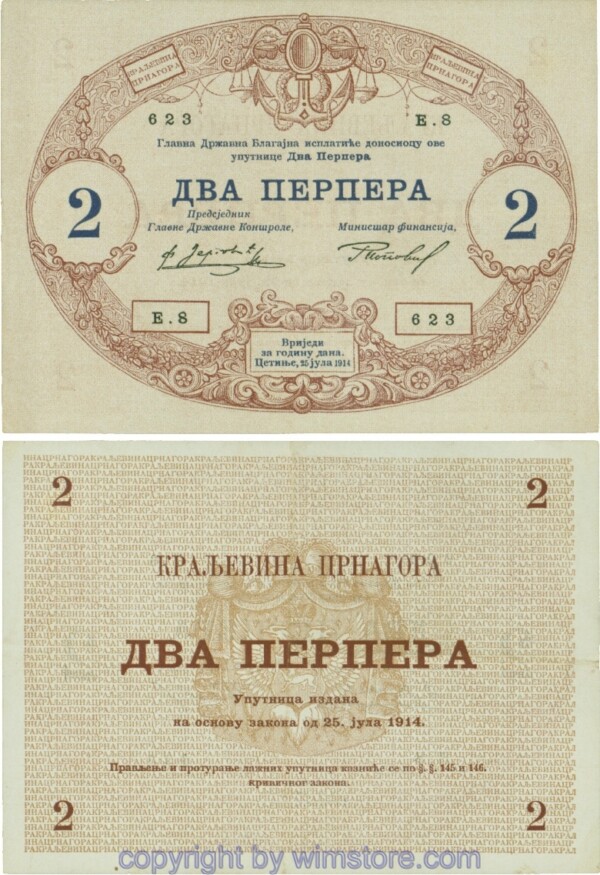 КРАЉЕВИНА
ЦРНАГОРА
КРАЉЕВИНА
ЦРНАГОРА
623
Е.8
Главна Државна Благајна исплатиће доносиоцу ове
упутнице Два Перпера
ДВА ПЕРПЕРА
2
2
Предсједник
Главне Државне Контроле,
Министар финансија,
Е.8
623
Вриједи
за годину дана.
Цетиње, 25 јула 1914
2
2
КРАЉЕВИНА ЦРНАГОРА
ДВА ПЕРПЕРА
Упутница издана
на основу закона од 25. јула 1914.
Прављење и протурање лажних упутница казниће се по §. §. 145 и 146.
кривичног закона.
2
2
copyright by wimstore.com